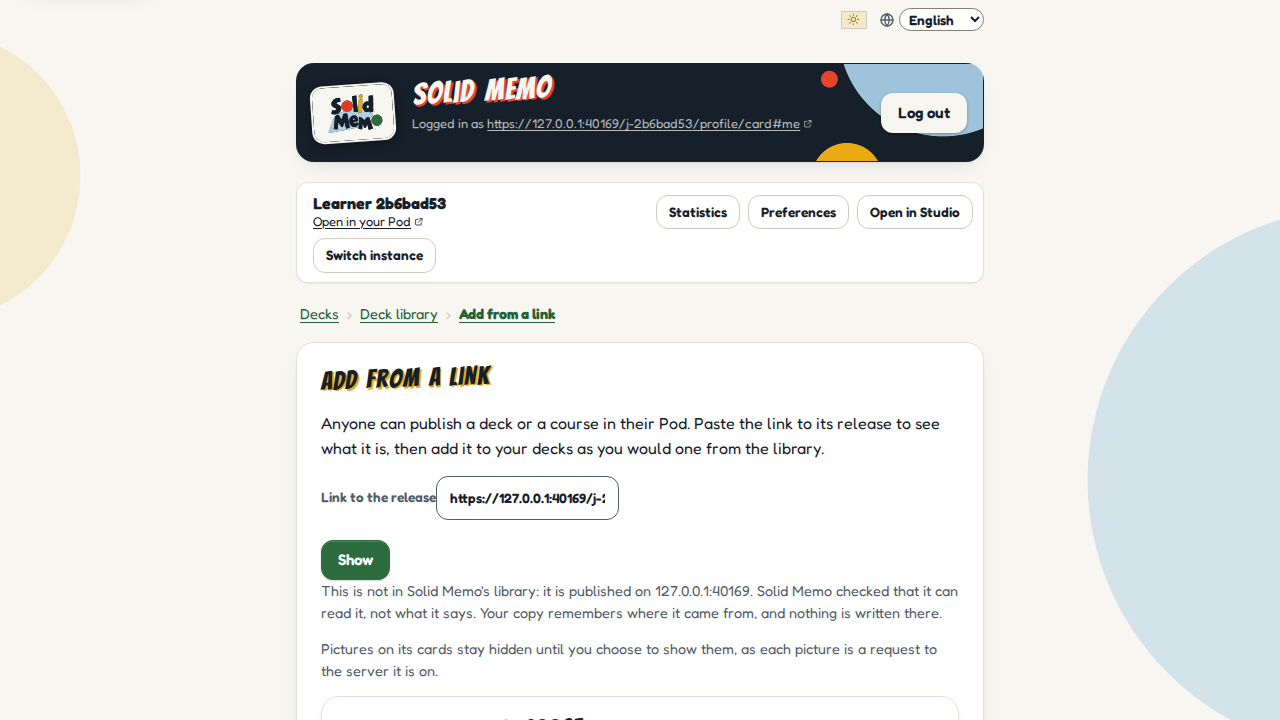 English
Solid Memo
SOLID MEMO
Logged in as https://127.0.0.1:40169/j-2b6bad53/profile/card#me
Log out
Learner 2b6bad53
Open in your Pod
Statistics
Preferences
Open in Studio
Switch instance
Decks › Deck library › Add from a link
ADD FROM A LINK
Anyone can publish a deck or a course in their Pod. Paste the link to its release to see
what it is, then add it to your decks as you would one from the library.
Link to the release
https://127.0.0.1:40169/j-
Show
This is not in Solid Memo's library: it is published on 127.0.0.1:40169. Solid Memo checked that it can
read it, not what it says. Your copy remembers where it came from, and nothing is written there.
Pictures on its cards stay hidden until you choose to show them, as each picture is a request to
the server it is on.